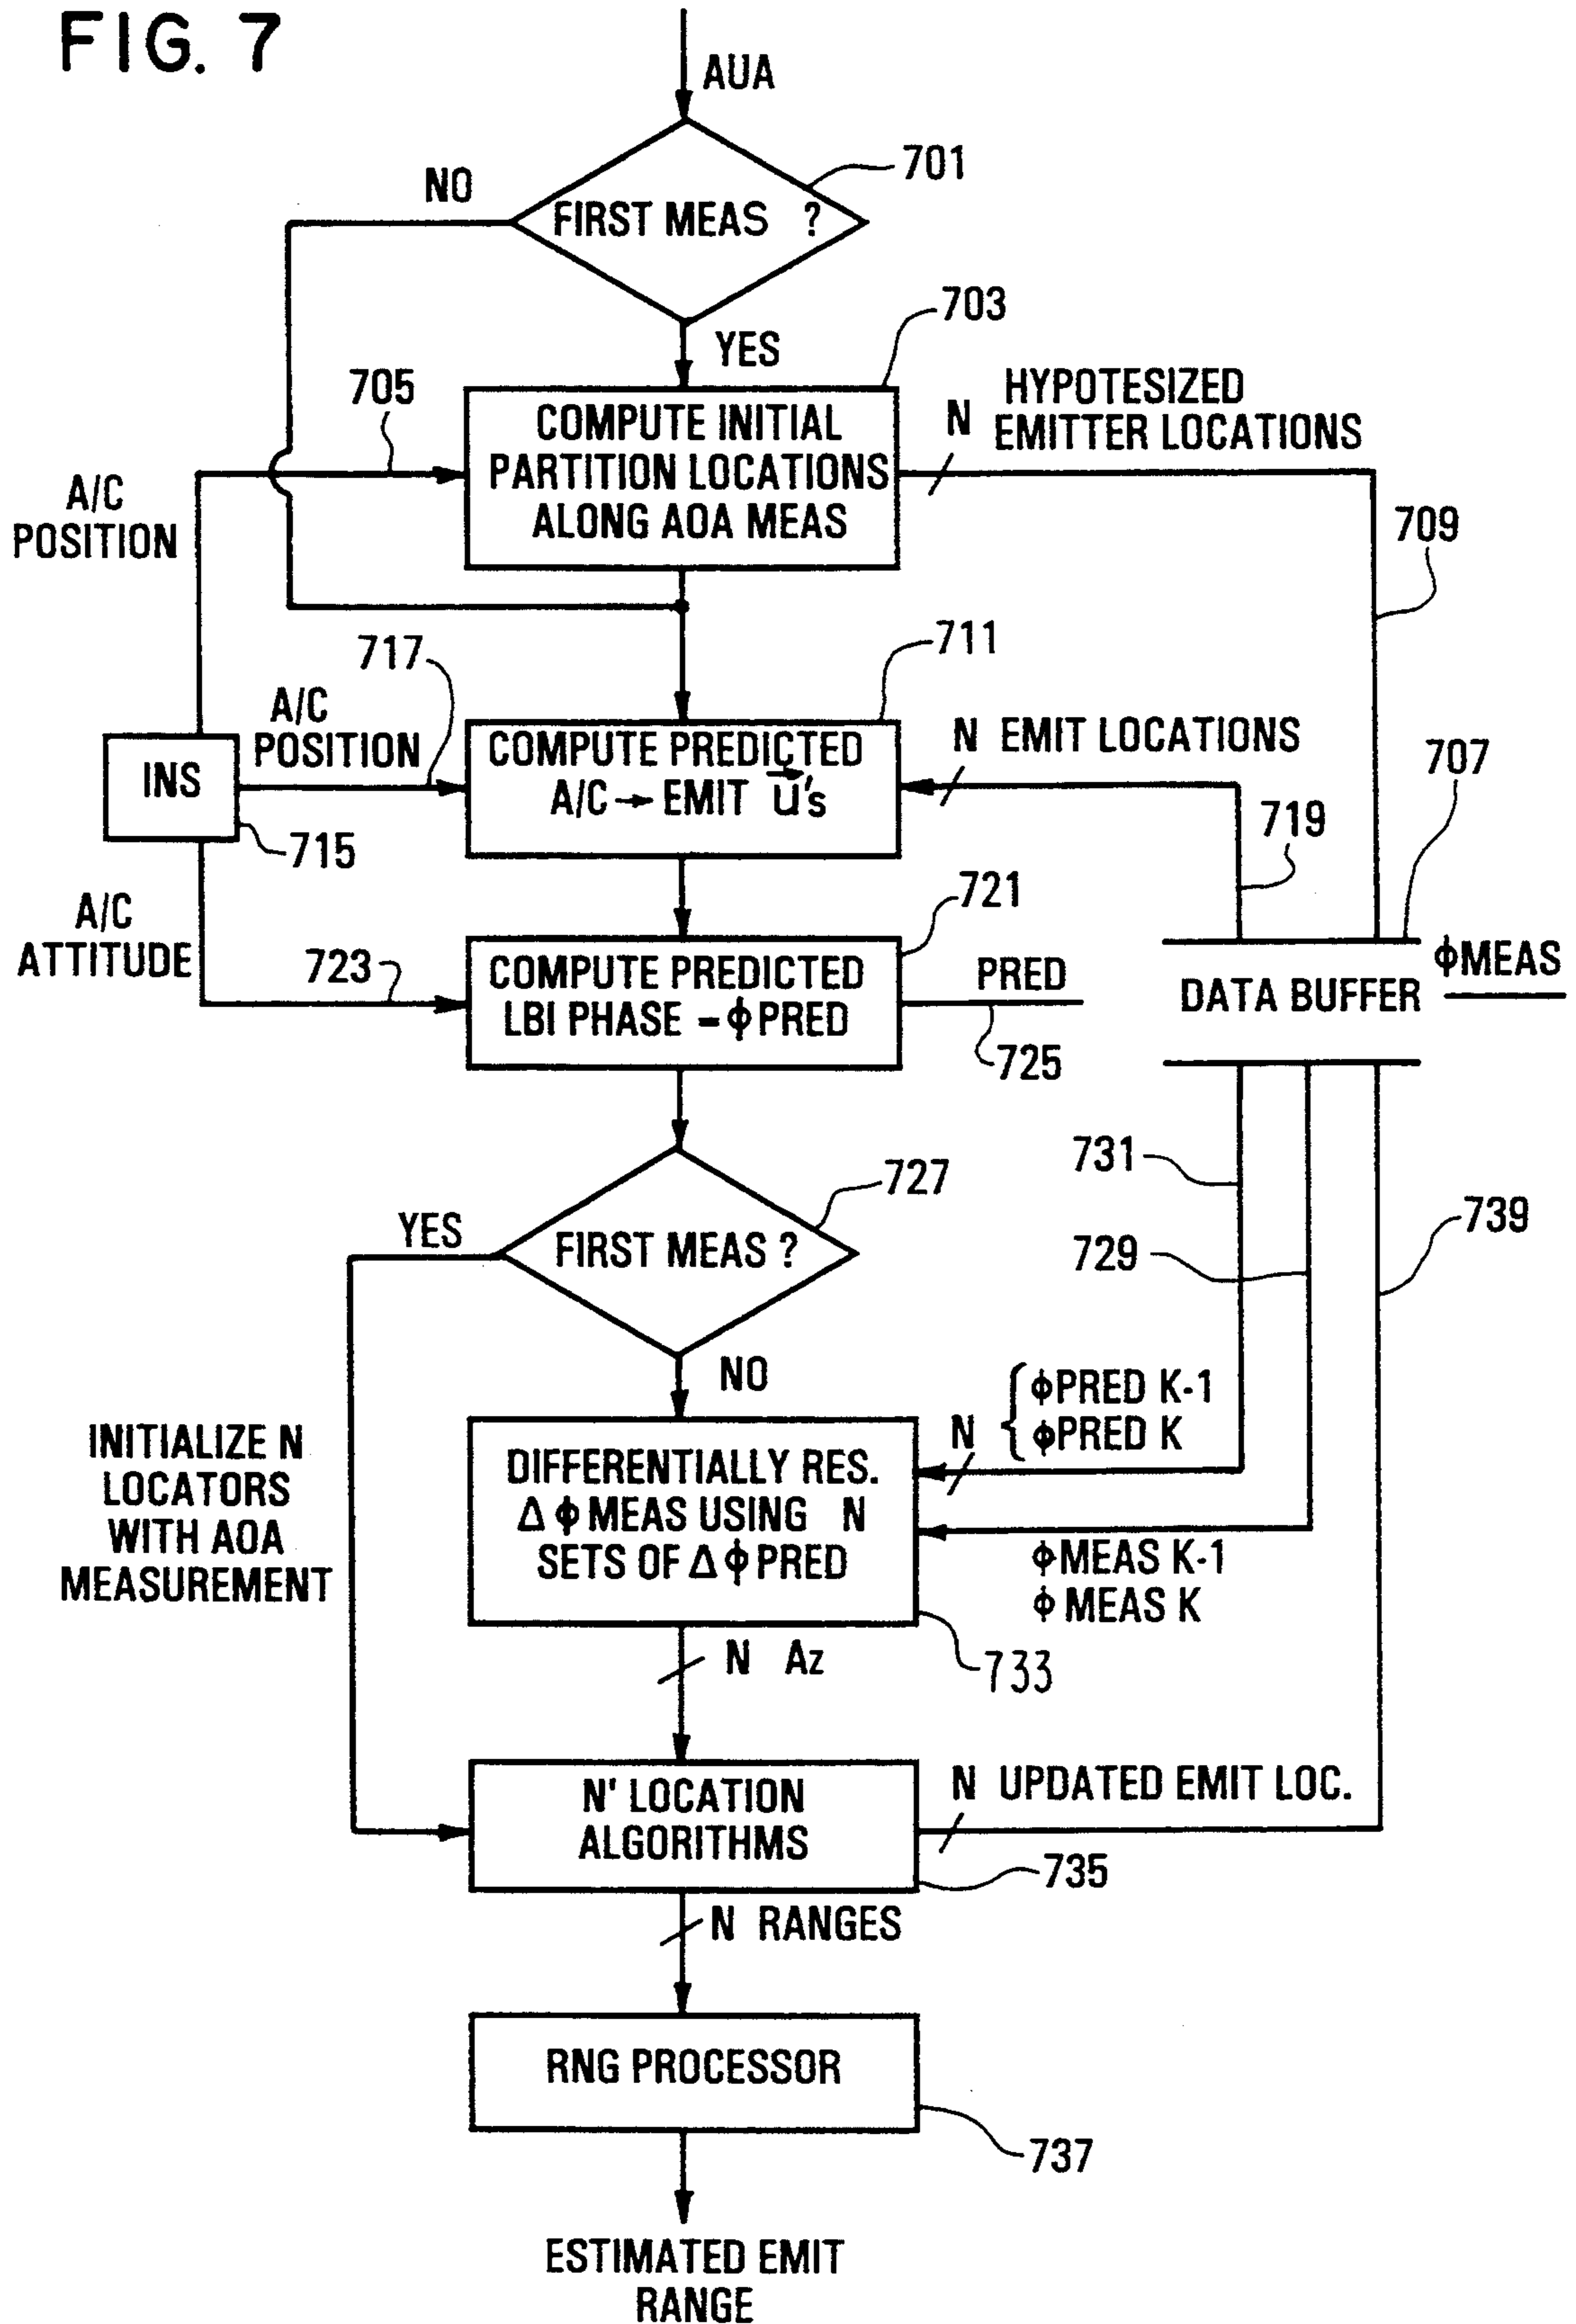 FIG. 7
AUA
701
NO
FIRST MEAS ?
703
YES
705
COMPUTE INITIAL
PARTITION LOCATIONS
ALONG AOA MEAS
N HYPOTESIZED
EMITTER LOCATIONS
A/C
POSITION
709
711
717
A/C
POSITION
INS
715
COMPUTE PREDICTED
A/C → EMIT u⃗'s
N EMIT LOCATIONS
707
719
A/C
ATTITUDE
721
723
COMPUTE PREDICTED
LBI PHASE - ϕ PRED
PRED
725
DATA BUFFER
ϕMEAS
731
727
YES
FIRST MEAS ?
729
739
NO
INITIALIZE N
LOCATORS
WITH AOA
MEASUREMENT
DIFFERENTIALLY RES.
Δ ϕ MEAS USING N
SETS OF Δ ϕ PRED
N { ϕPRED K-1
ϕPRED K
ϕMEAS K-1
ϕ MEAS K
733
N Az
N' LOCATION
ALGORITHMS
N UPDATED EMIT LOC.
735
N RANGES
RNG PROCESSOR
737
ESTIMATED EMIT
RANGE